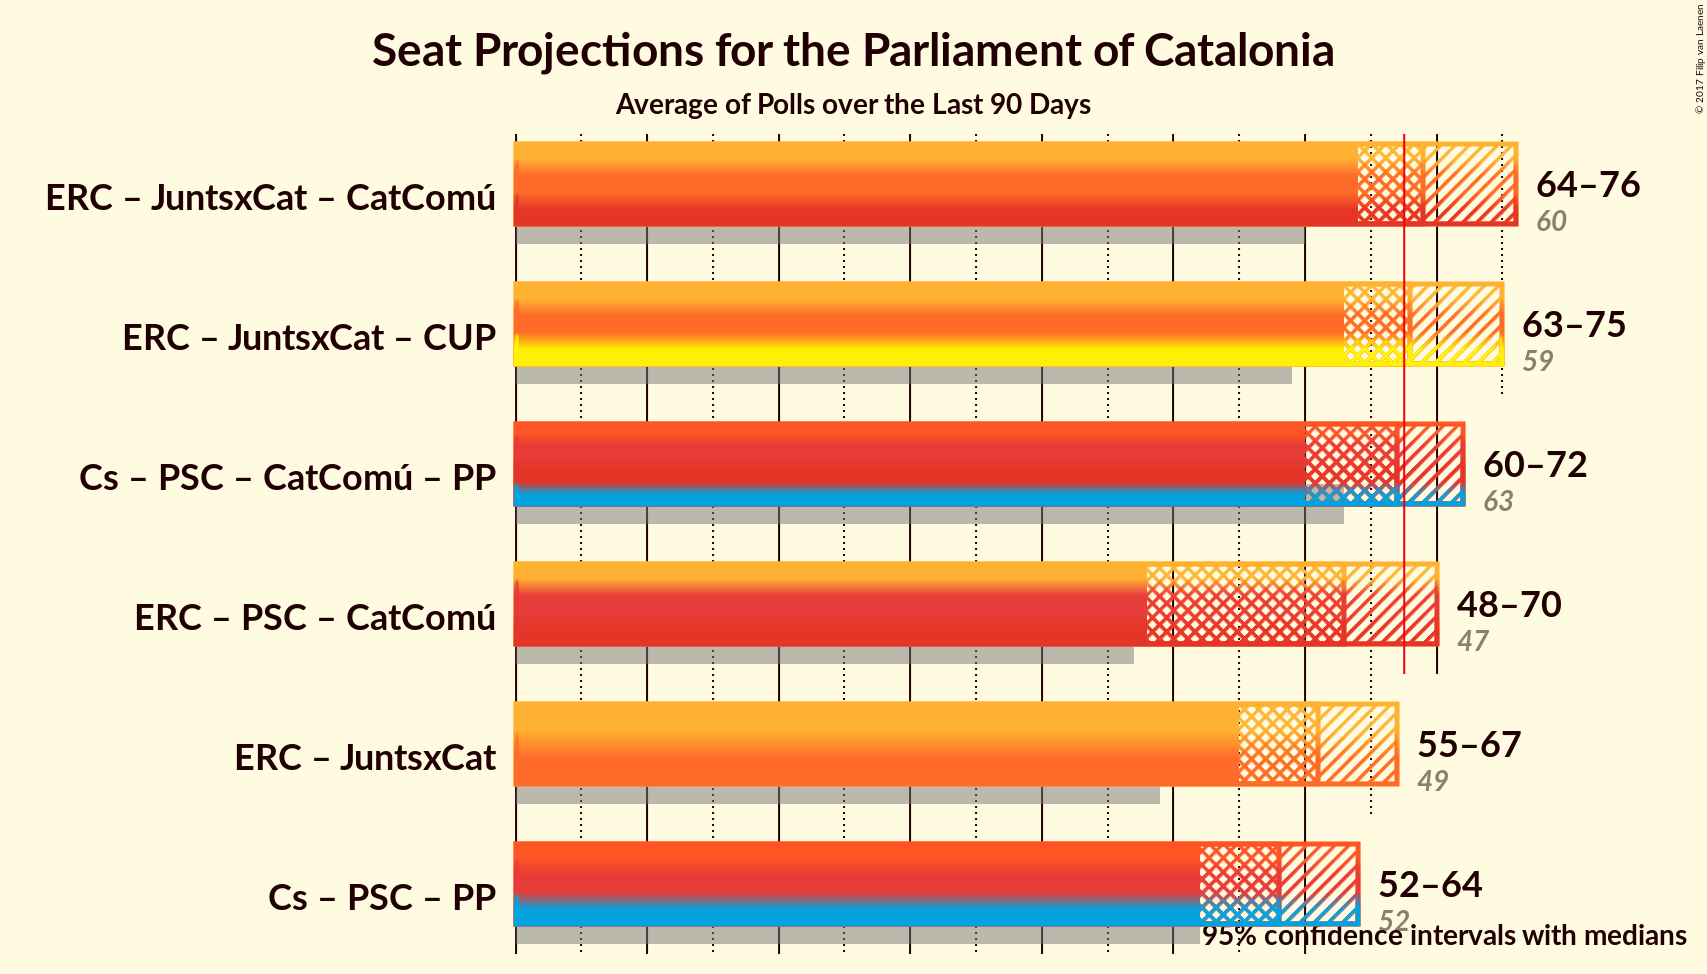 Seat Projections for the Parliament of Catalonia
Average of Polls over the Last 90 Days
© 2017 Filip van Laenen
ERC – JuntsxCat – CatComú
64–76
60
ERC – JuntsxCat – CUP
63–75
59
Cs – PSC – CatComú – PP
60–72
63
ERC – PSC – CatComú
48–70
47
ERC – JuntsxCat
55–67
49
Cs – PSC – PP
52–64
52
95% confidence intervals with medians